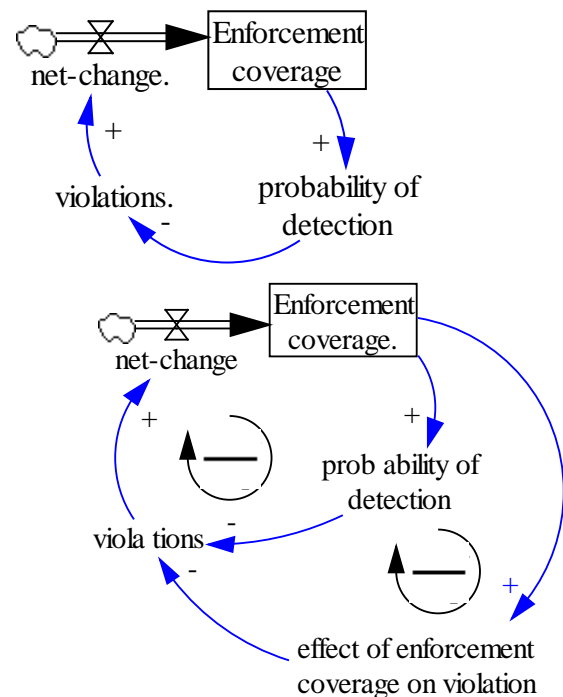 Enforcement
coverage
net-change.
+
+
violations.
probability of
detection
-
Enforcement
coverage.
net-change
+
+
prob ability of
detection
-
viola tions
-
+
effect of enforcement
coverage on violation